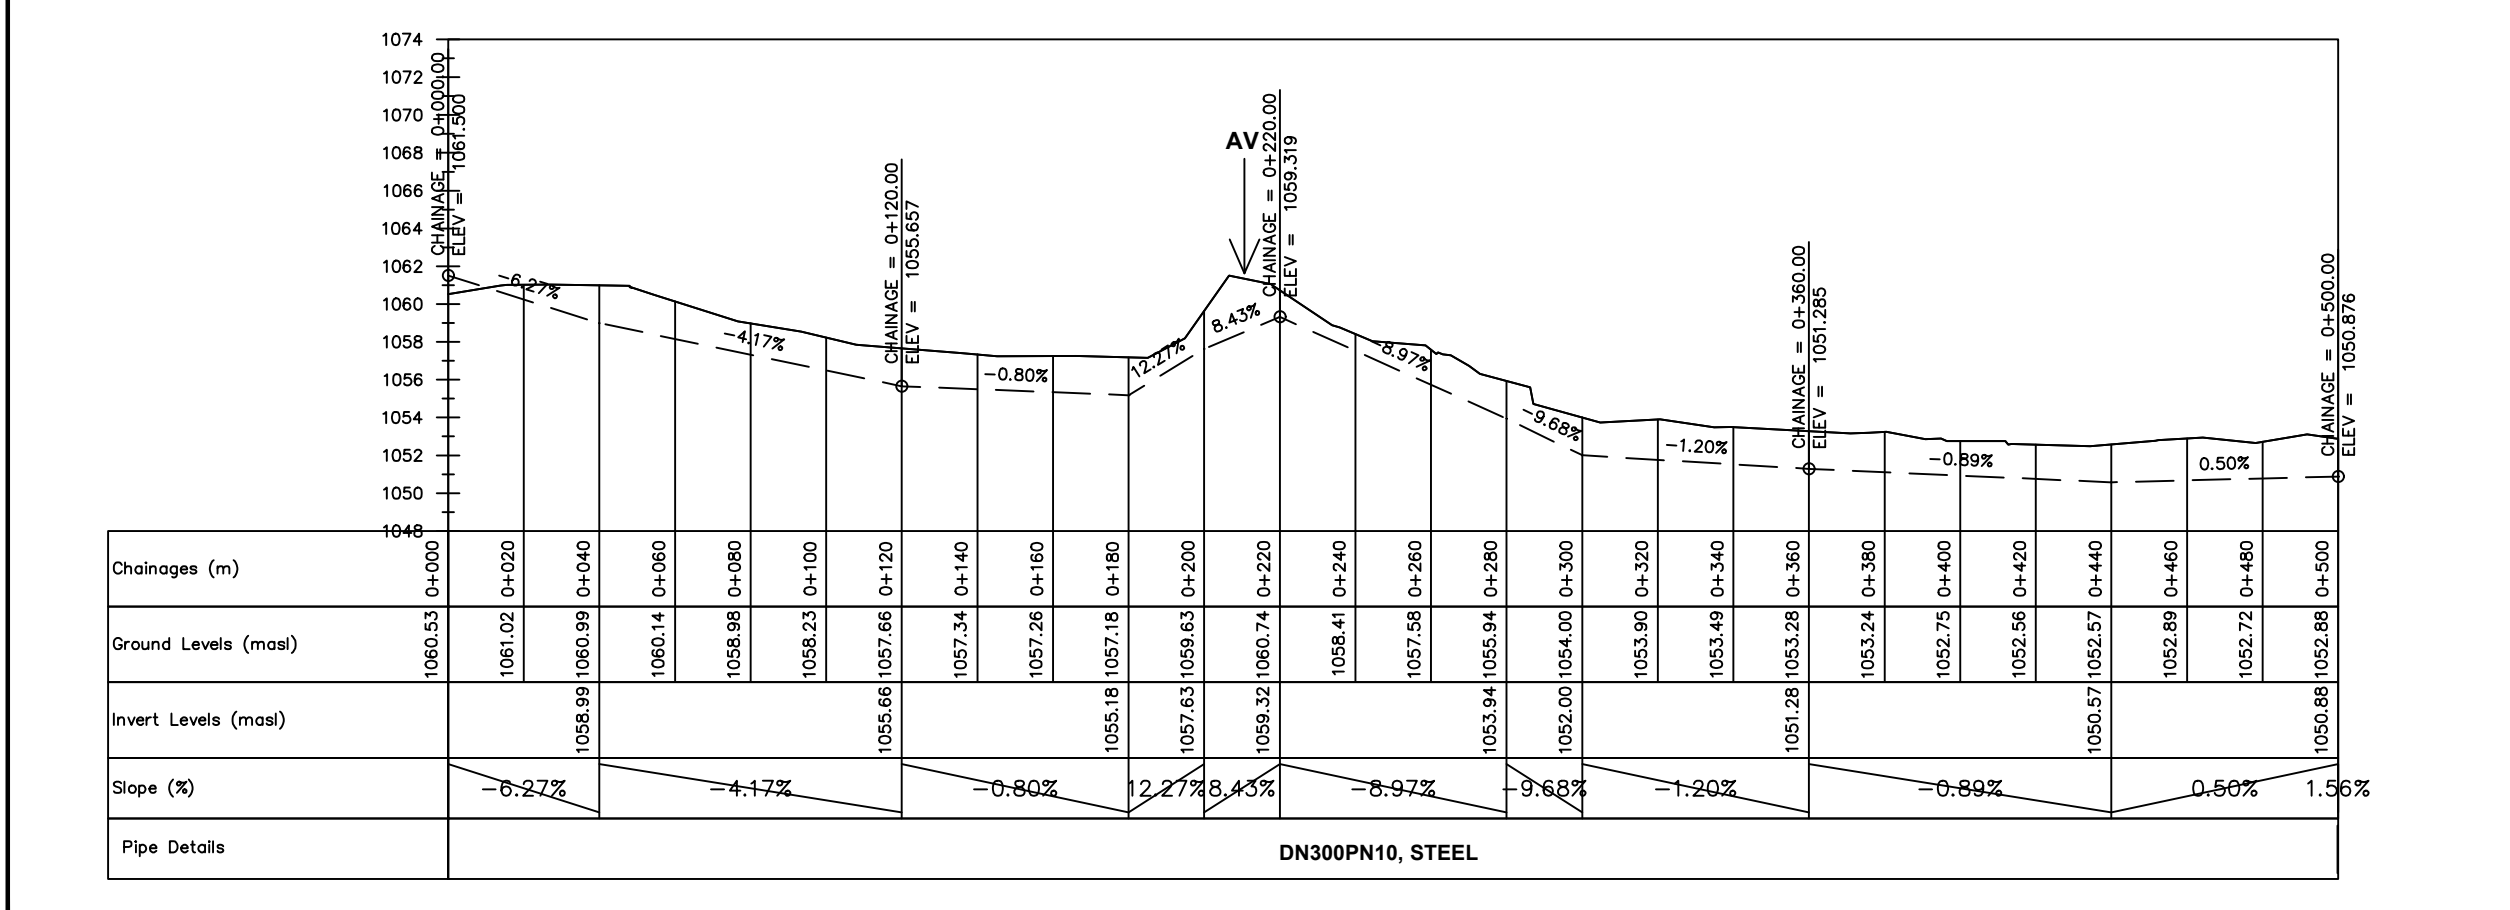 1074
1072
1070
1068
1066
1064
1062
1060
1058
1056
1054
1052
1050
1048
CHAINAGE = 0+000.00
ELEV = 1061.500
CHAINAGE = 0+120.00
ELEV = 1055.657
AV
CHAINAGE = 0+220.00
ELEV = 1059.319
CHAINAGE = 0+360.00
ELEV = 1051.285
CHAINAGE = 0+500.00
ELEV = 1050.876
-6.27%
-4.17%
-0.80%
12.27%
8.43%
-8.97%
-9.68%
-1.20%
-0.89%
0.50%
Chainages (m) 0+000 0+020 0+040 0+060 0+080 0+100 0+120 0+140 0+160 0+180 0+200 0+220 0+240 0+260 0+280 0+300 0+320 0+340 0+360 0+380 0+400 0+420 0+440 0+460 0+480 0+500
Ground Levels (masl) 1060.53 1061.02 1060.99 1060.14 1058.98 1058.23 1057.66 1057.34 1057.26 1057.18 1059.63 1060.74 1058.41 1057.58 1055.94 1054.00 1053.90 1053.49 1053.28 1053.24 1052.75 1052.56 1052.57 1052.89 1052.72 1052.88
Invert Levels (masl) 1058.99 1055.66 1055.18 1057.63 1059.32 1053.94 1052.00 1051.28 1050.57 1050.88
Slope (%) -6.27% -4.17% -0.80% 12.27% 8.43% -8.97% -9.68% -1.20% -0.89% 0.50% 1.56%
Pipe Details DN300PN10, STEEL